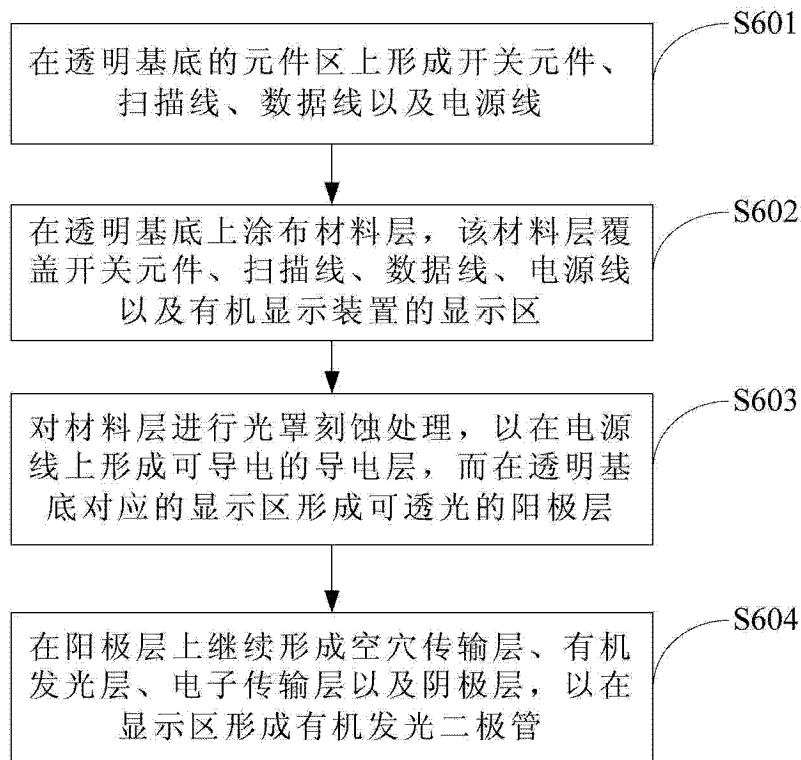 S601
在透明基底的元件区上形成开关元件、
扫描线、数据线以及电源线
S602
在透明基底上涂布材料层，该材料层覆
盖开关元件、扫描线、数据线、电源线
以及有机显示装置的显示区
S603
对材料层进行光罩刻蚀处理，以在电源
线上形成可导电的导电层，而在透明基
底对应的显示区形成可透光的阳极层
S604
在阳极层上继续形成空穴传输层、有机
发光层、电子传输层以及阴极层，以在
显示区形成有机发光二极管